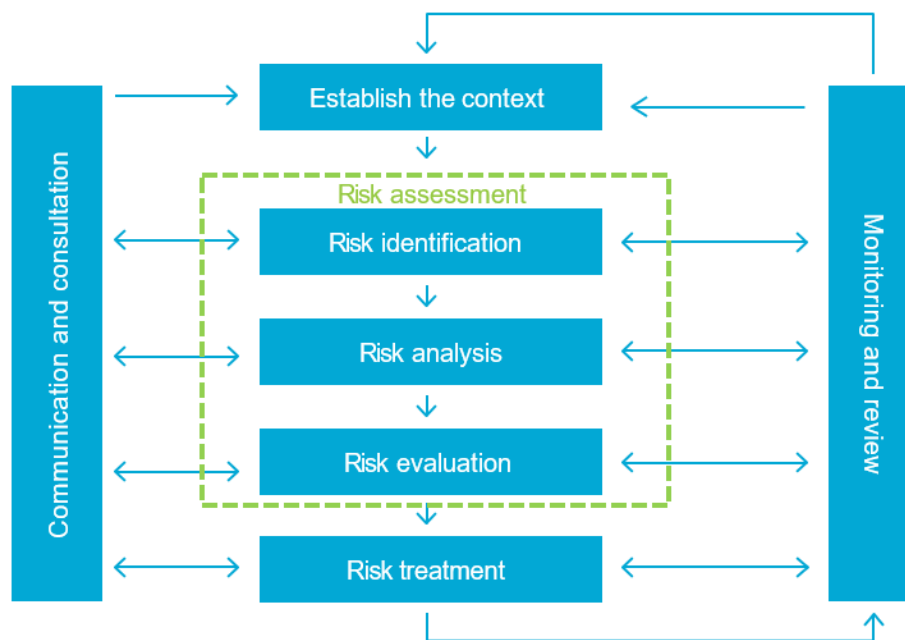 Establish the context
Communication and consultation
Risk assessment
Risk identification
Risk analysis
Risk evaluation
Risk treatment
Monitoring and review